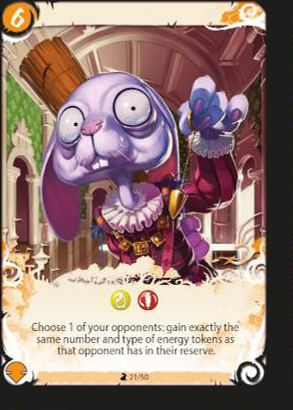 6
Choose 1 of your opponents: gain exactly the
same number and type of energy tokens as
that opponent has in their reserve.
21/50